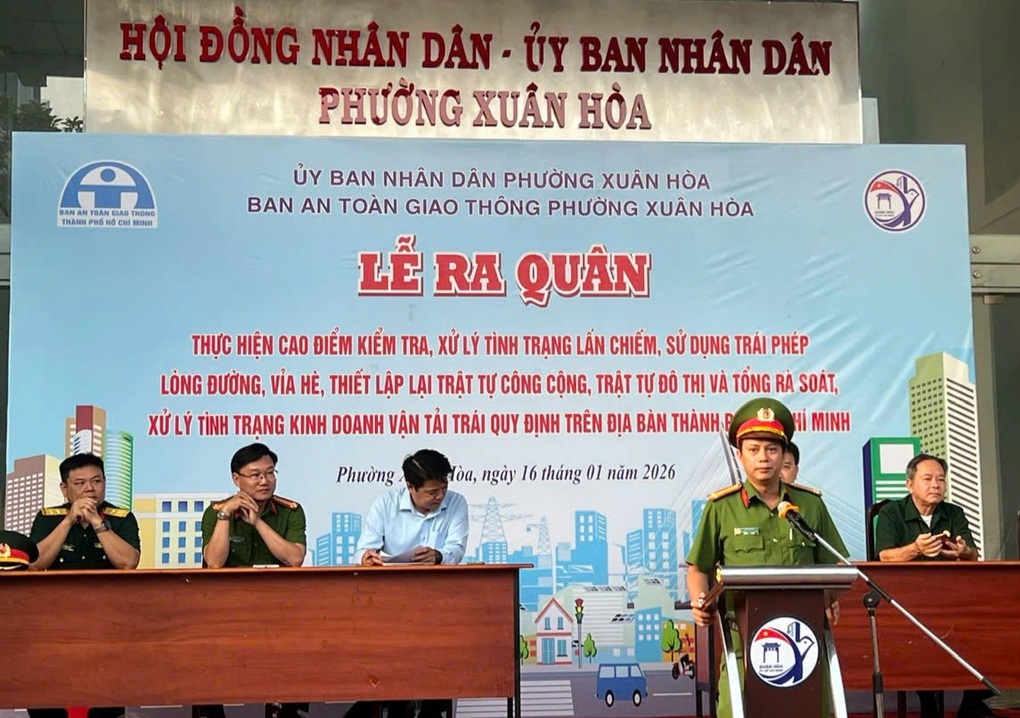 HỘI ĐỒNG NHÂN DÂN - ỦY BAN NHÂN DÂN
PHƯỜNG XUÂN HÒA
ỦY BAN NHÂN DÂN PHƯỜNG XUÂN HÒA
BAN AN TOÀN GIAO THÔNG PHƯỜNG XUÂN HÒA
BAN AN TOÀN GIAO THÔNG
THÀNH PHỐ HỒ CHÍ MINH
XUÂN HÒA
LỄ RA QUÂN
THỰC HIỆN CAO ĐIỂM KIỂM TRA, XỬ LÝ TÌNH TRẠNG LẤN CHIẾM, SỬ DỤNG TRÁI PHÉP
LÒNG ĐƯỜNG, VỈA HÈ, THIẾT LẬP LẠI TRẬT TỰ CÔNG CỘNG, TRẬT TỰ ĐÔ THỊ VÀ TỔNG RÀ SOÁT,
XỬ LÝ TÌNH TRẠNG KINH DOANH VẬN TẢI TRÁI QUY ĐỊNH TRÊN ĐỊA BÀN THÀNH CHÍ MINH
Phường Hòa, ngày 16 tháng 01 năm 2026
XUÂN HÒA